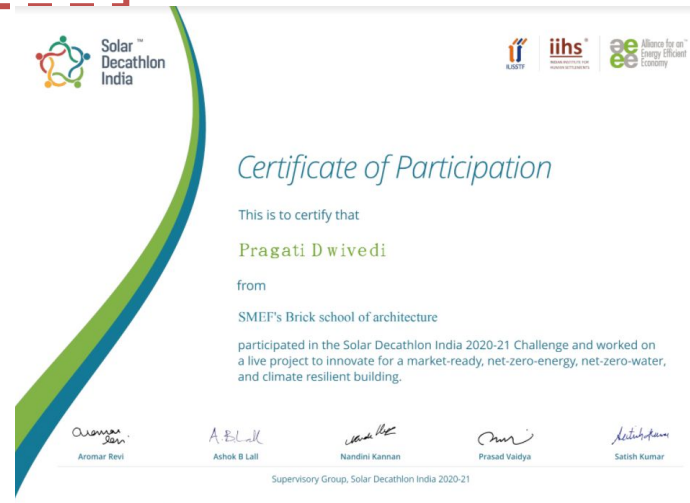 Solar™
Decathlon
India
IUSSTF
iihs
INDIAN INSTITUTE FOR
HUMAN SETTLEMENTS
aeee
Alliance for an™
Energy Efficient
Economy
Certificate of Participation
This is to certify that
Pragati Dwivedi
from
SMEF's Brick school of architecture
participated in the Solar Decathlon India 2020-21 Challenge and worked on
a live project to innovate for a market-ready, net-zero-energy, net-zero-water,
and climate resilient building.
A.B Lall
Aromar Revi
Ashok B Lall
Nandini Kannan
Prasad Vaidya
Satish Kumar
Supervisory Group, Solar Decathlon India 2020-21